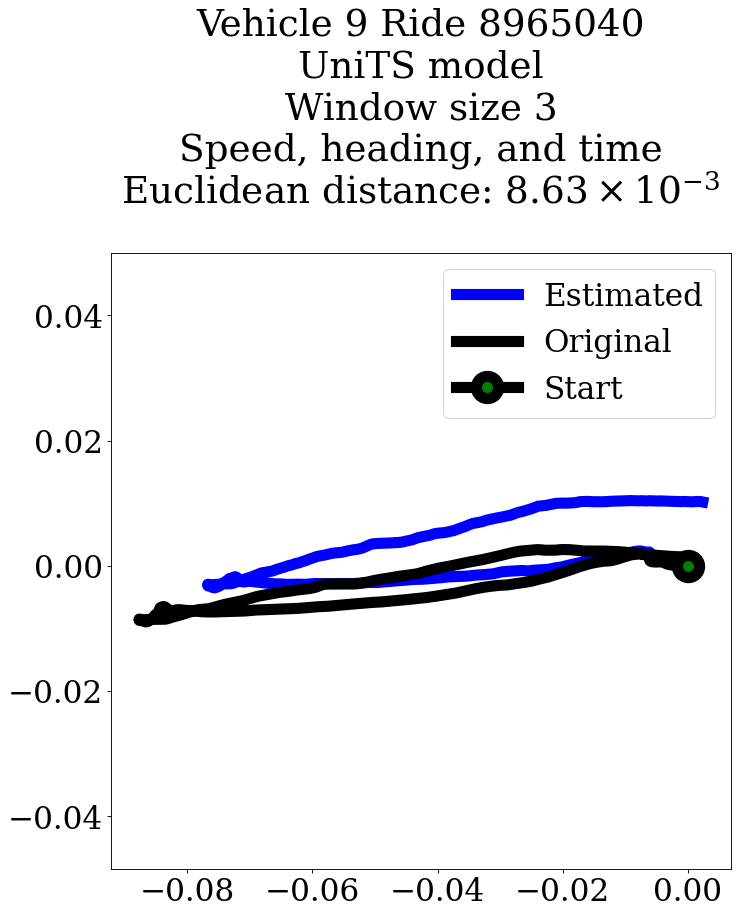 Vehicle 9 Ride 8965040
UniTS model
Window size 3
Speed, heading, and time
Euclidean distance: 8.63 × 10⁻³
Estimated
Original
Start
0.04
0.02
0.00
−0.02
−0.04
−0.08 −0.06 −0.04 −0.02 0.00